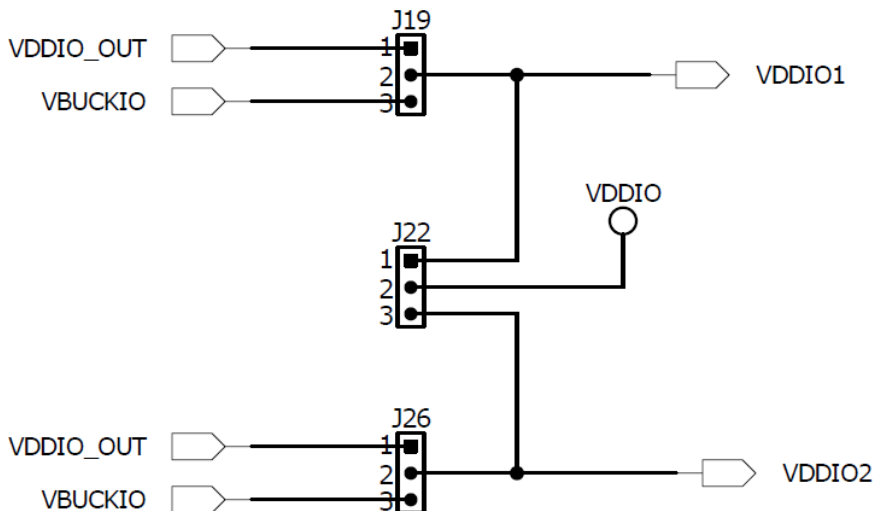 J19
VDDIO_OUT 1
2 VDDIO1
VBUCKIO 3
VDDIO
J22
1
2
3
J26
VDDIO_OUT 1
2 VDDIO2
VBUCKIO 3